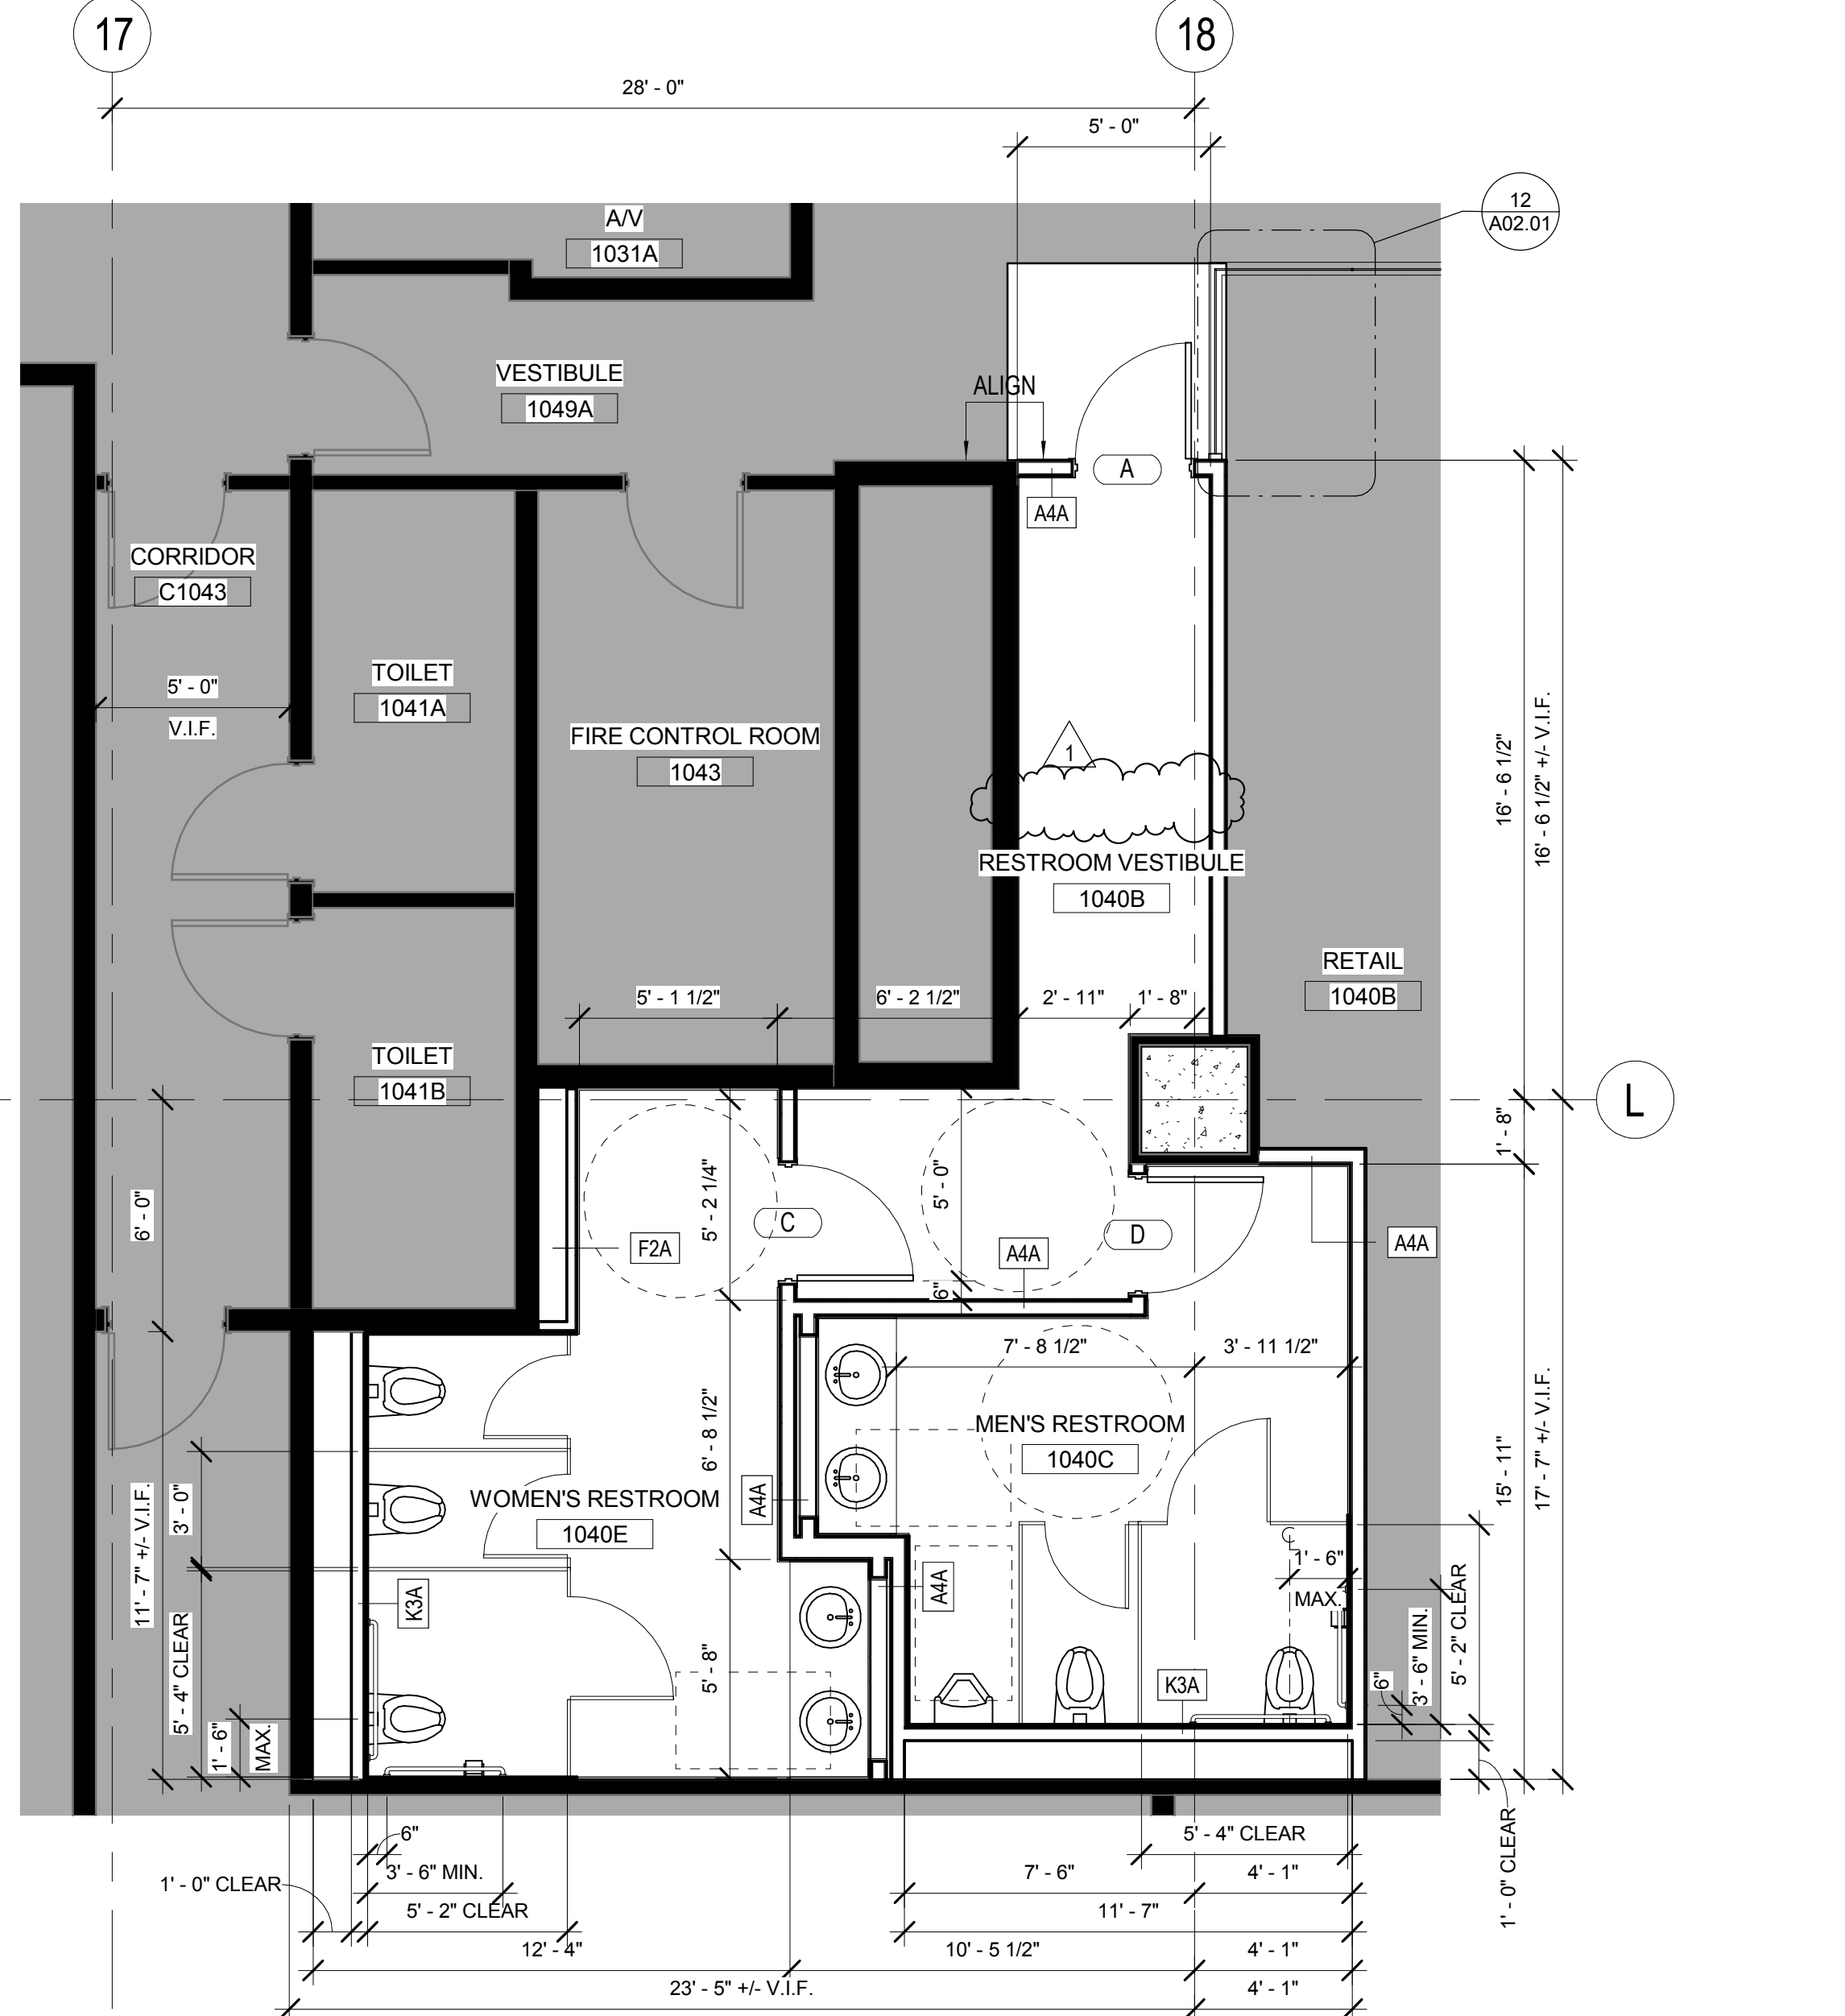 17
18
28' - 0"
5' - 0"
12
A02.01
A/V
1031A
VESTIBULE
1049A
ALIGN
A
A4A
CORRIDOR
C1043
TOILET
1041A
5' - 0"
V.I.F.
FIRE CONTROL ROOM
1043
1
16' - 6 1/2"
16' - 6 1/2" +/- V.I.F.
RESTROOM VESTIBULE
1040B
RETAIL
1040B
5' - 1 1/2"
6' - 2 1/2"
2' - 11"
1' - 8"
TOILET
1041B
L
1' - 8"
6' - 0"
5' - 2 1/4"
5' - 0"
C
D
F2A
A4A
A4A
6"
7' - 8 1/2"
3' - 11 1/2"
6' - 8 1/2"
MEN'S RESTROOM
1040C
WOMEN'S RESTROOM
1040E
A4A
11' - 7" +/- V.I.F.
3' - 0"
15' - 11"
17' - 7" +/- V.I.F.
CL
1' - 6"
MAX.
K3A
A4A
5' - 4" CLEAR
5' - 8"
K3A
6"
3' - 6" MIN.
5' - 2" CLEAR
1' - 6"
MAX.
6"
5' - 4" CLEAR
3' - 6" MIN.
7' - 6"
4' - 1"
1' - 0" CLEAR
1' - 0" CLEAR
5' - 2" CLEAR
11' - 7"
12' - 4"
10' - 5 1/2"
4' - 1"
23' - 5" +/- V.I.F.
4' - 1"